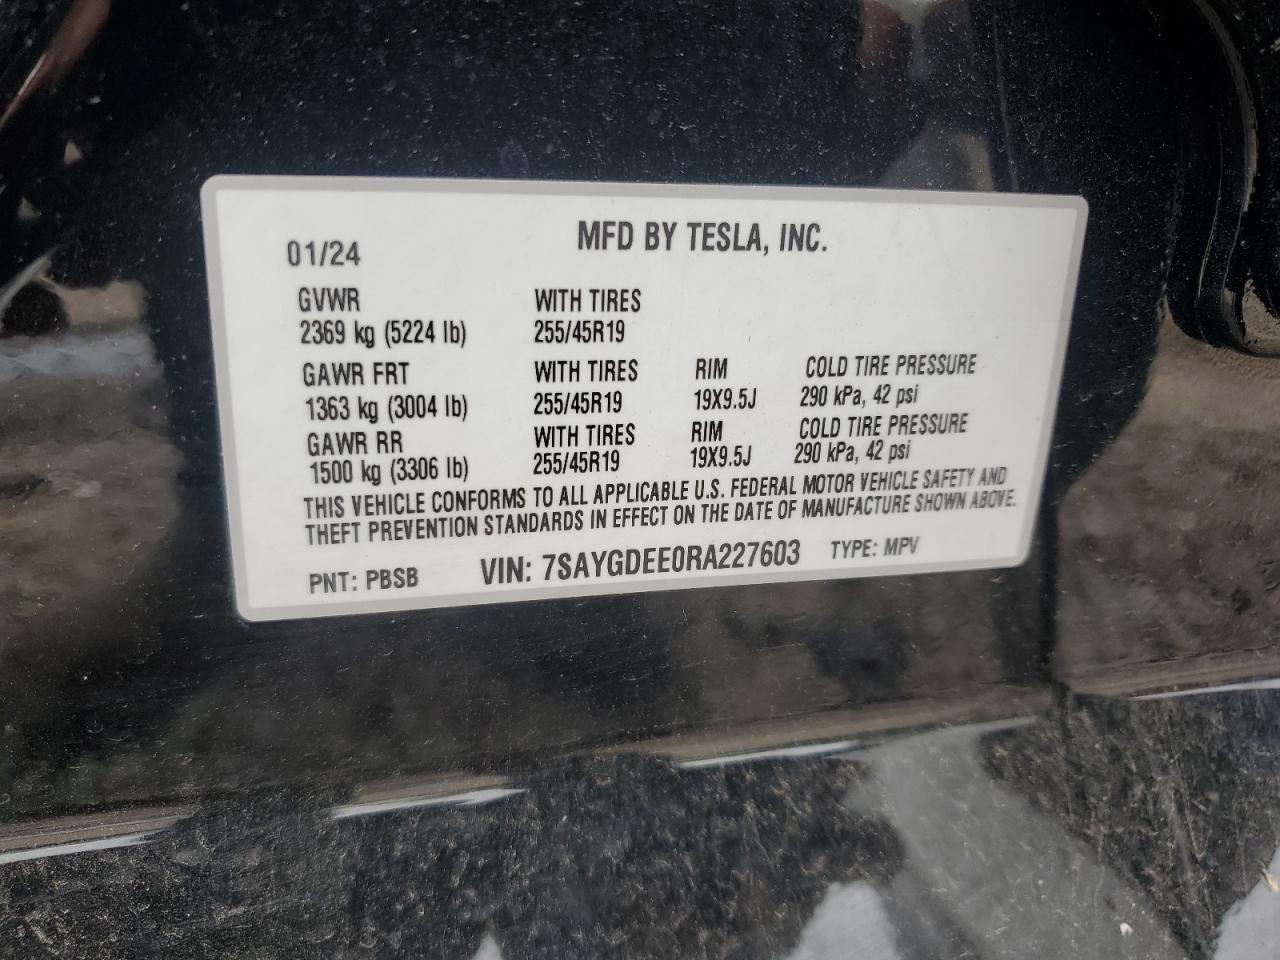 MFD BY TESLA, INC.
01/24
GVWR WITH TIRES
2369 kg (5224 lb) 255/45R19
GAWR FRT WITH TIRES RIM COLD TIRE PRESSURE
1363 kg (3004 lb) 255/45R19 19X9.5J 290 kPa, 42 psi
GAWR RR WITH TIRES RIM COLD TIRE PRESSURE
1500 kg (3306 lb) 255/45R19 19X9.5J 290 kPa, 42 psi
THIS VEHICLE CONFORMS TO ALL APPLICABLE U.S. FEDERAL MOTOR VEHICLE SAFETY AND
THEFT PREVENTION STANDARDS IN EFFECT ON THE DATE OF MANUFACTURE SHOWN ABOVE.
PNT: PBSB VIN: 7SAYGDEE0RA227603 TYPE: MPV